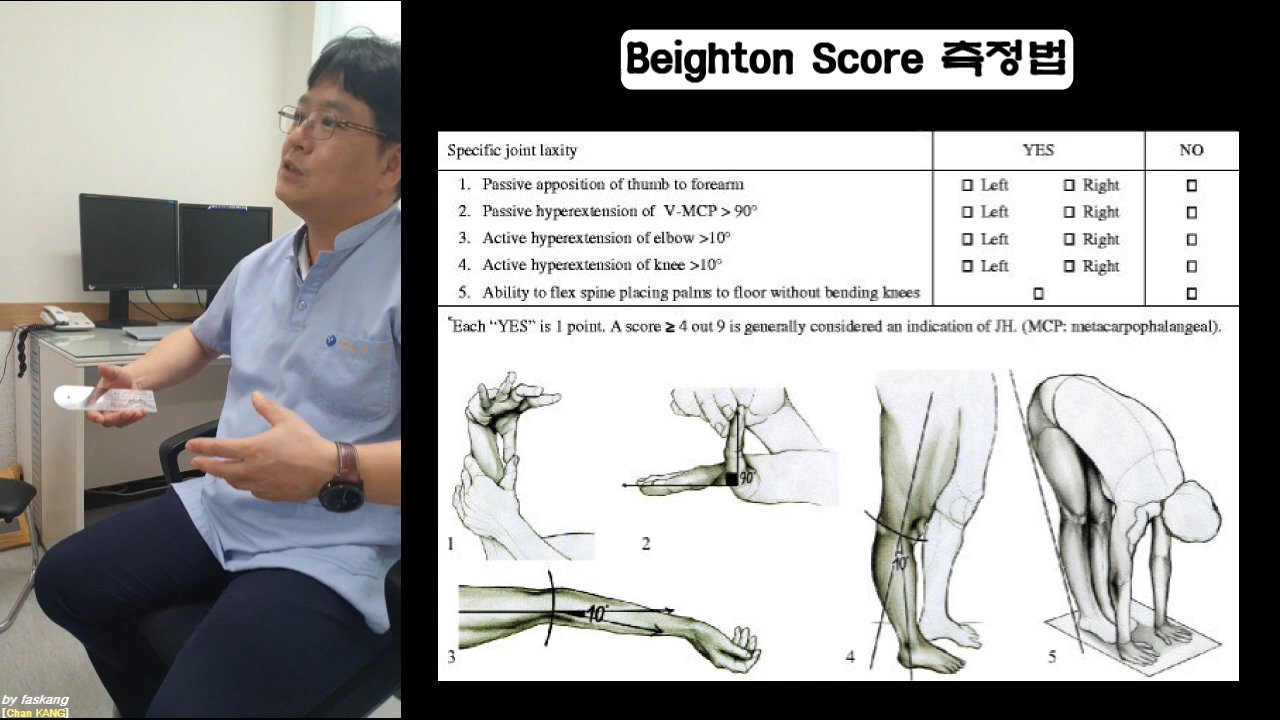 Beighton Score 측정법
Specific joint laxity YES NO
1. Passive apposition of thumb to forearm Left Right
2. Passive hyperextension of V-MCP > 90° Left Right
3. Active hyperextension of elbow >10° Left Right
4. Active hyperextension of knee >10° Left Right
5. Ability to flex spine placing palms to floor without bending knees
*Each “YES” is 1 point. A score ≥ 4 out 9 is generally considered an indication of JH. (MCP: metacarpophalangeal).
1
90°
2
10°
3
10°
4
5
by faskang
[Chan KANG]